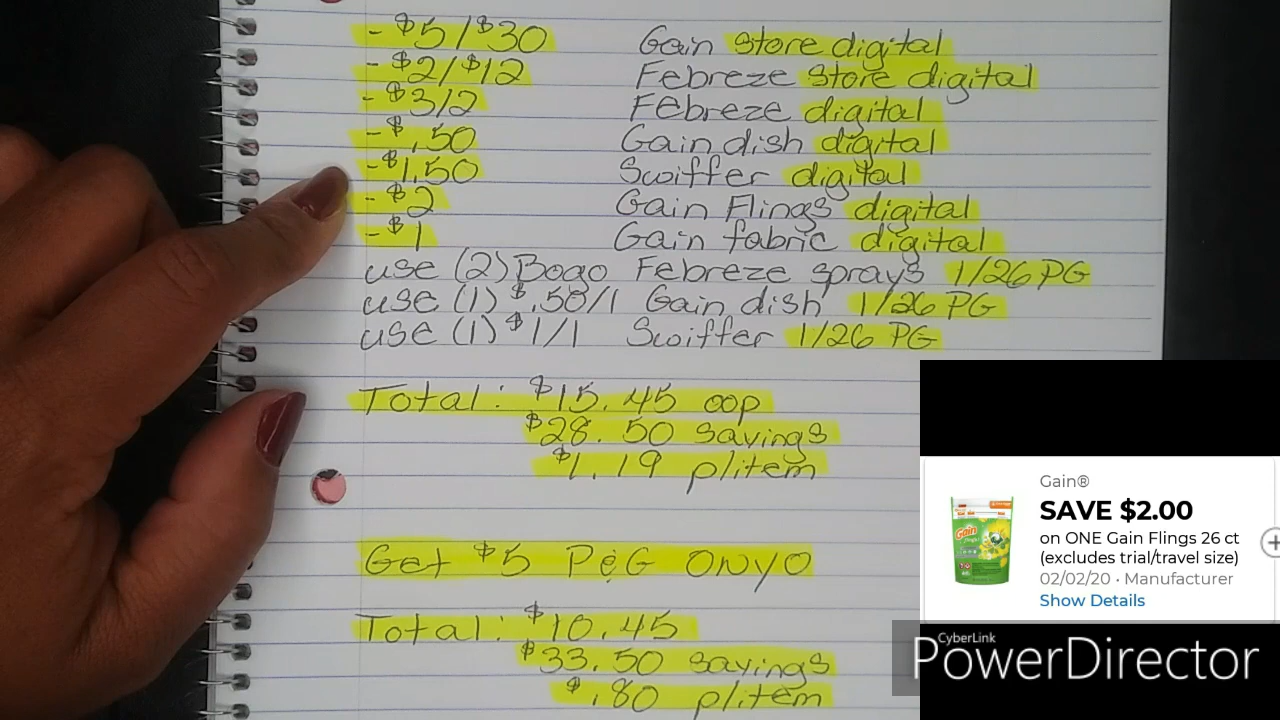 - $5/$30 Gain store digital
- $2/$12 Febreze store digital
- $3/2 Febreze digital
- $.50 Gain dish digital
- $1.50 Swiffer digital
- $2 Gain Flings digital
- $1 Gain fabric digital
use (2) Bogo Febreze sprays 1/26 PG
use (1) $.50/1 Gain dish 1/26 PG
use (1) $1/1 Swiffer 1/26 PG
Total: $15.45 oop
$28.50 savings
$1.19 p/item
Get $5 P&G ONYO
Total: $10.45
$33.50 savings
$.80 p/item
Gain®
SAVE $2.00
on ONE Gain Flings 26 ct
(excludes trial/travel size)
02/02/20 • Manufacturer
Show Details
Gain
flings!
CyberLink
PowerDirector